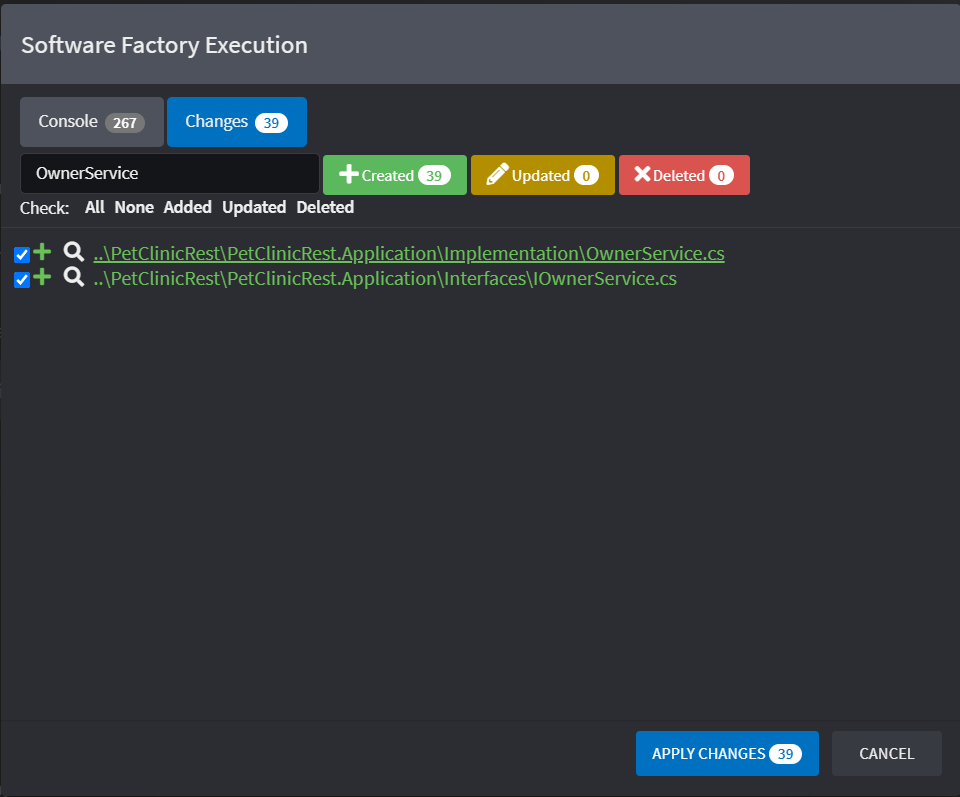 Software Factory Execution
Console 267 Changes 39
OwnerService Created 39 Updated 0 Deleted 0
Check: All None Added Updated Deleted
..\PetClinicRest\PetClinicRest.Application\Implementation\OwnerService.cs
..\PetClinicRest\PetClinicRest.Application\Interfaces\IOwnerService.cs
APPLY CHANGES 39 CANCEL